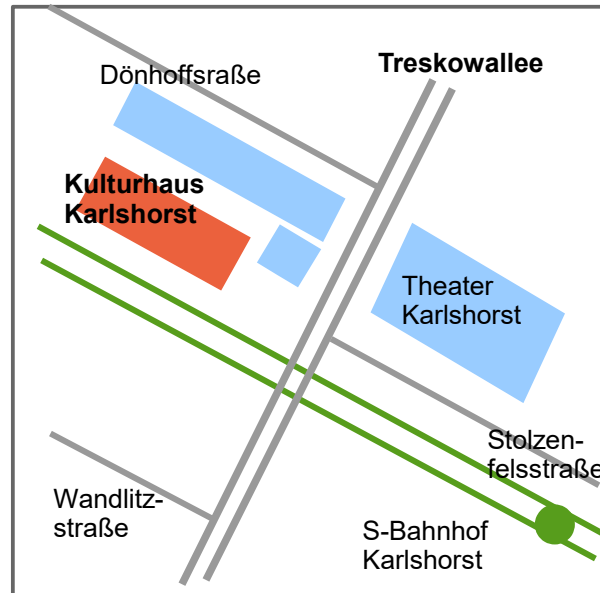 Dönhoffsraße
Treskowallee
Kulturhaus
Karlshorst
Theater
Karlshorst
Stolzen-
felsstraße
Wandlitz-
straße
S-Bahnhof
Karlshorst